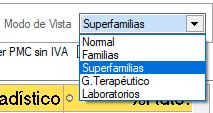 Modo de Vista Superfamilias
Normal
er PMC sin IVA Familias
Superfamilias
G.Terapéutico
adístico Laboratorios